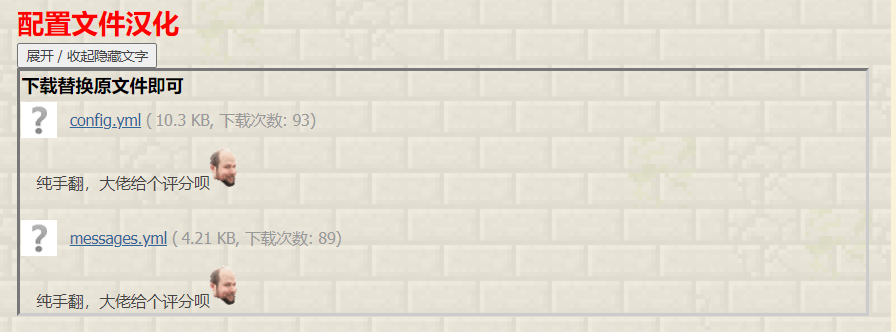 配置文件汉化
展开 / 收起隐藏文字
下载替换原文件即可
? config.yml ( 10.3 KB, 下载次数: 93)
纯手翻，大佬给个评分呗
? messages.yml ( 4.21 KB, 下载次数: 89)
纯手翻，大佬给个评分呗